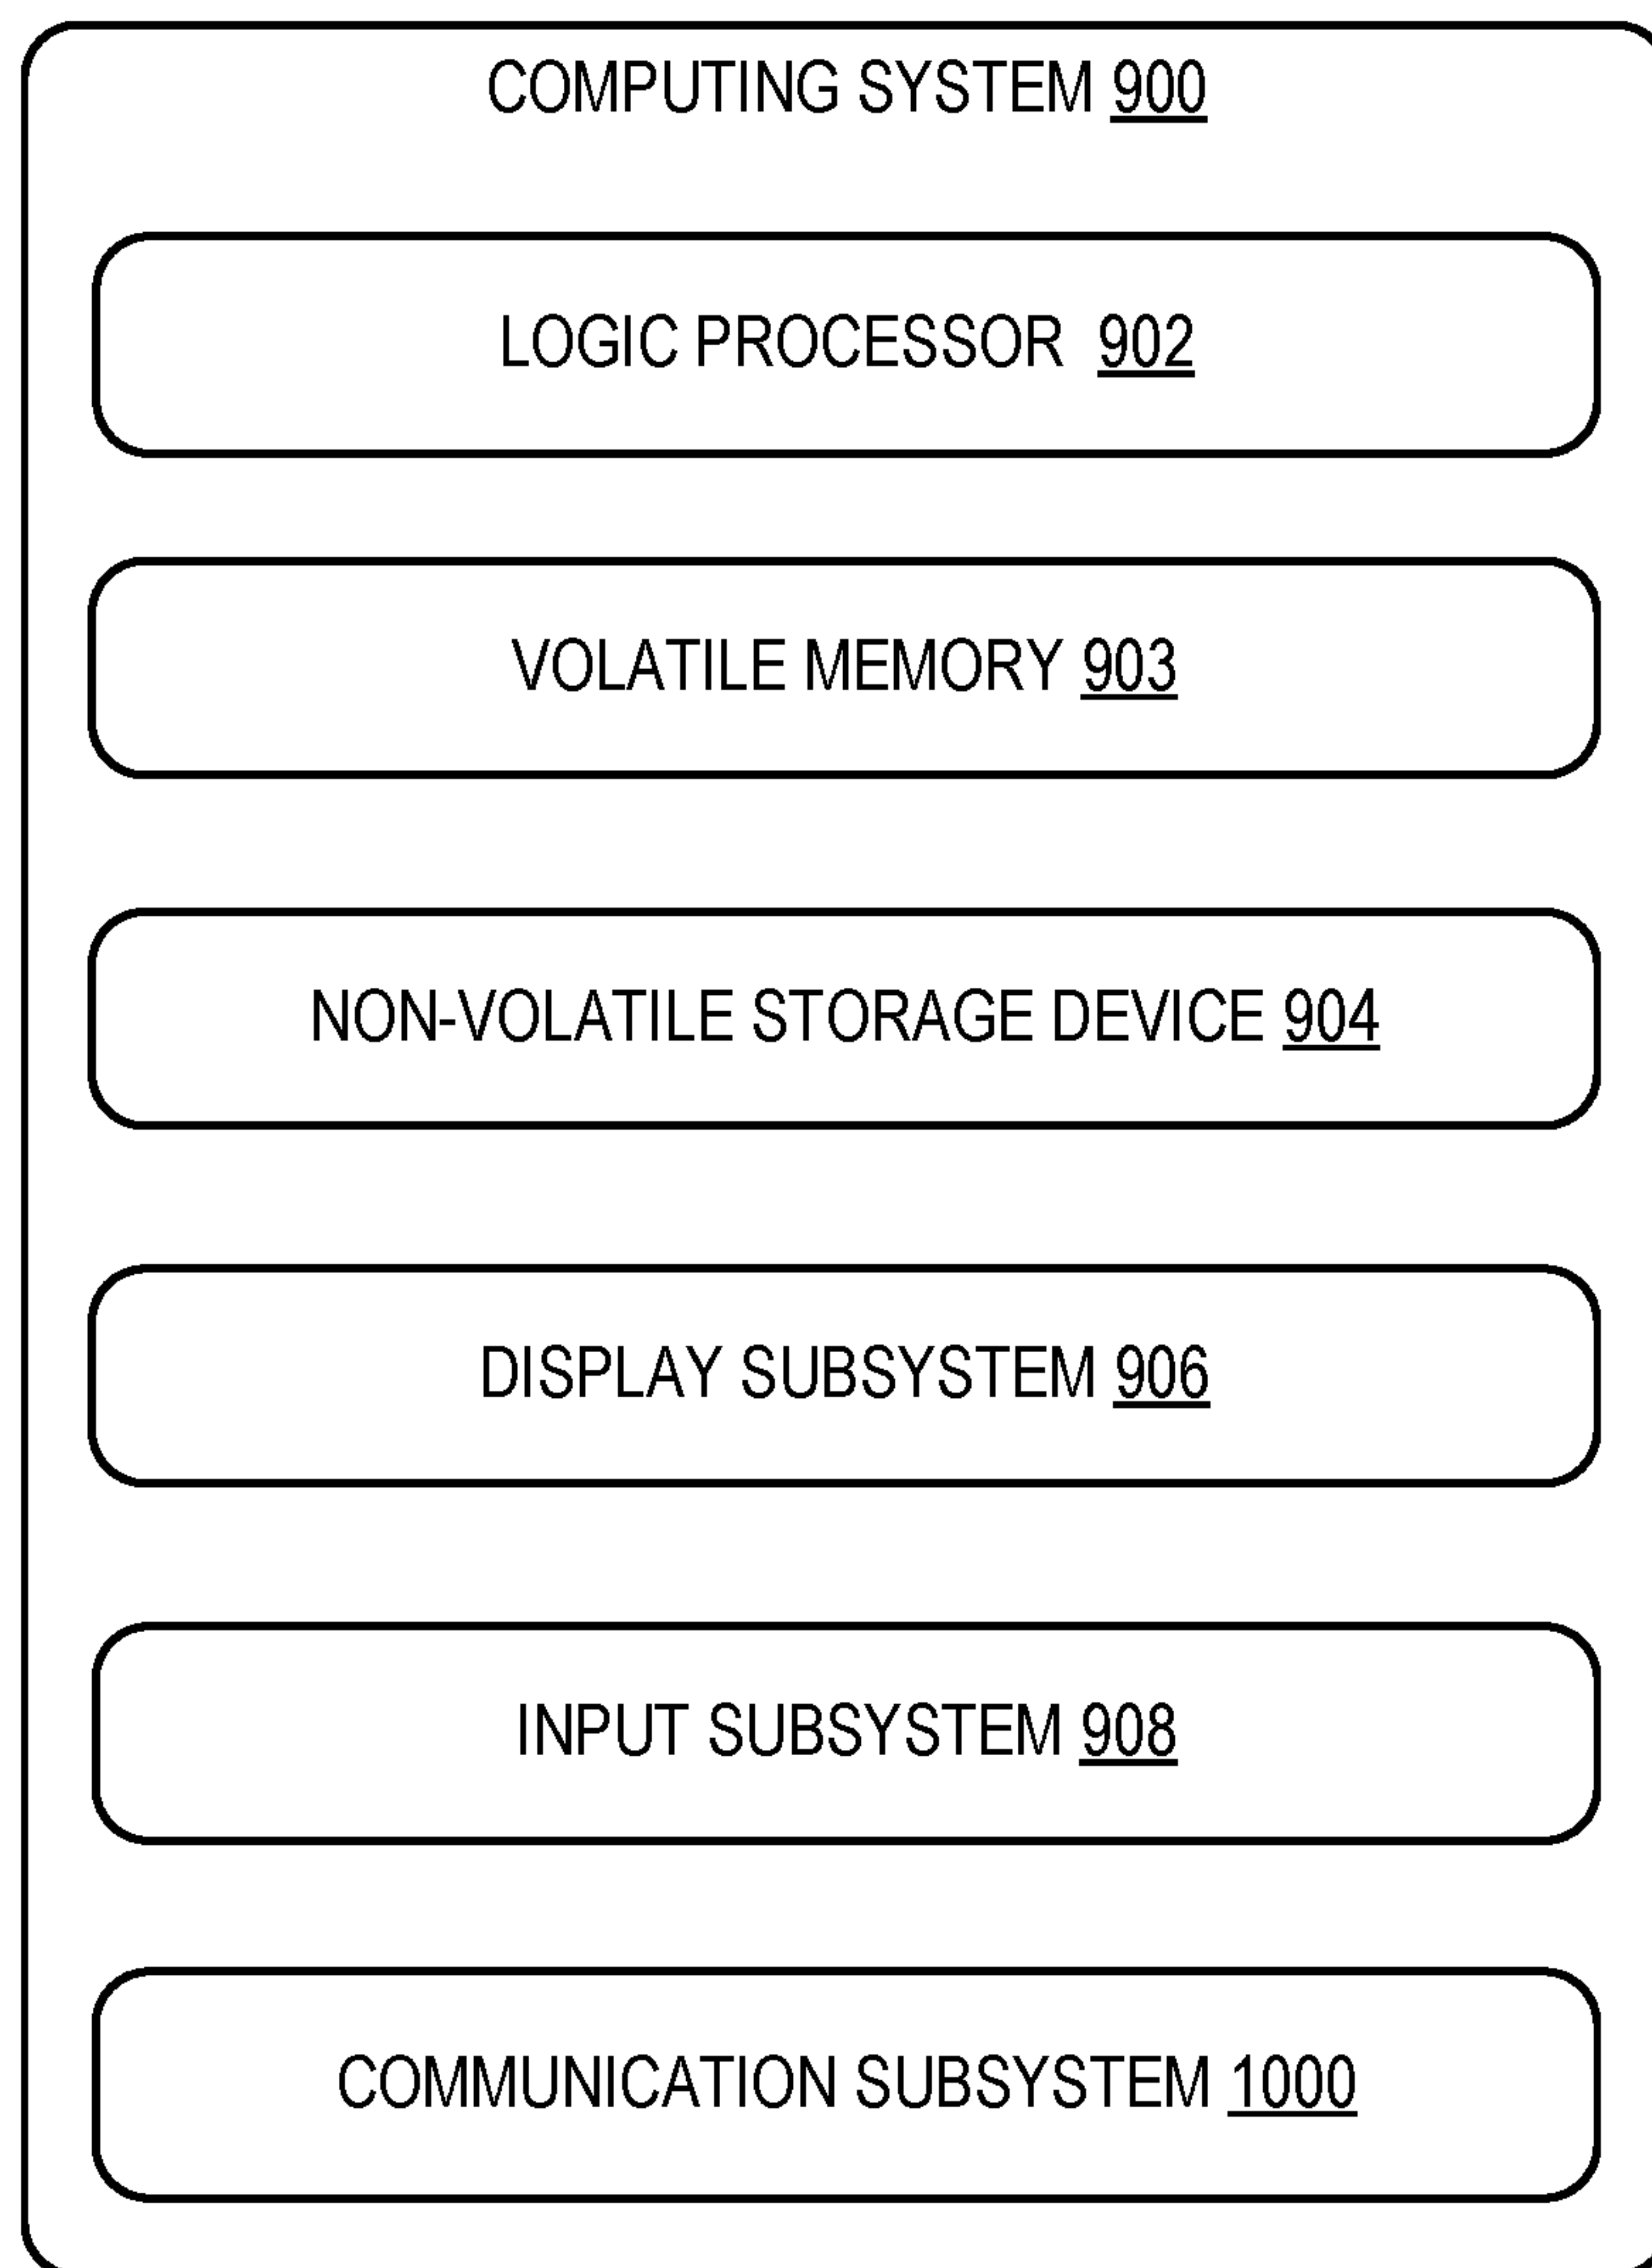 COMPUTING SYSTEM 900
LOGIC PROCESSOR 902
VOLATILE MEMORY 903
NON-VOLATILE STORAGE DEVICE 904
DISPLAY SUBSYSTEM 906
INPUT SUBSYSTEM 908
COMMUNICATION SUBSYSTEM 1000